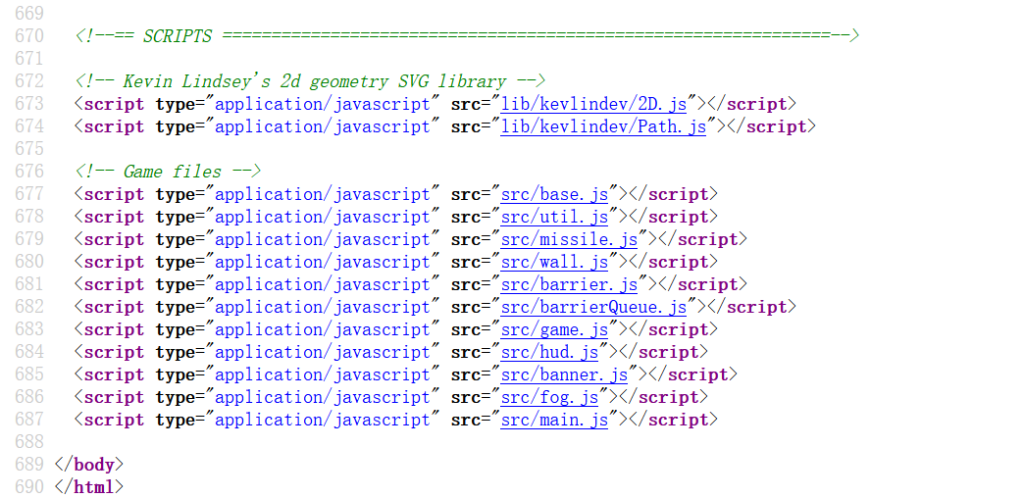 669
670 <!--== SCRIPTS ==============================================================-->
671
672 <!-- Kevin Lindsey's 2d geometry SVG library -->
673 <script type="application/javascript" src="lib/kevlindev/2D.js"></script>
674 <script type="application/javascript" src="lib/kevlindev/Path.js"></script>
675
676 <!-- Game files -->
677 <script type="application/javascript" src="src/base.js"></script>
678 <script type="application/javascript" src="src/util.js"></script>
679 <script type="application/javascript" src="src/missile.js"></script>
680 <script type="application/javascript" src="src/wall.js"></script>
681 <script type="application/javascript" src="src/barrier.js"></script>
682 <script type="application/javascript" src="src/barrierQueue.js"></script>
683 <script type="application/javascript" src="src/game.js"></script>
684 <script type="application/javascript" src="src/hud.js"></script>
685 <script type="application/javascript" src="src/banner.js"></script>
686 <script type="application/javascript" src="src/fog.js"></script>
687 <script type="application/javascript" src="src/main.js"></script>
688
689 </body>
690 </html>